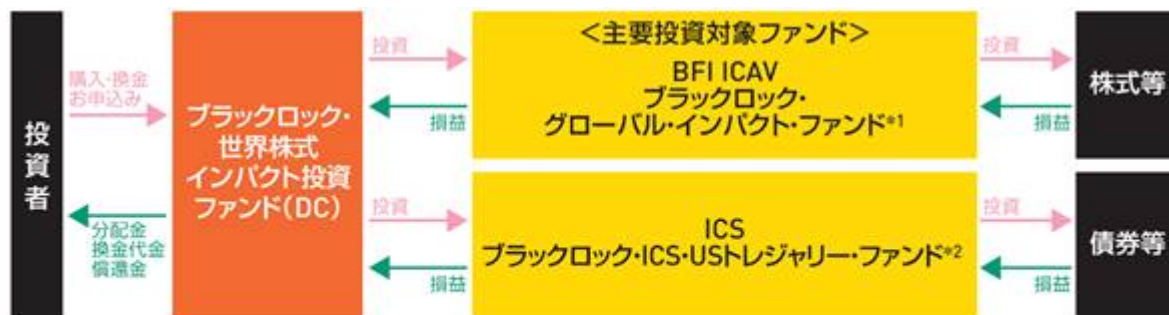 投資者
購入・換金
お申込み
分配金
換金代金
償還金
ブラックロック・
世界株式
インパクト投資
ファンド(DC)
投資
損益
投資
損益
<主要投資対象ファンド>
BFI ICAV
ブラックロック・
グローバル・インパクト・ファンド*1
ICS
ブラックロック・ICS・USトレジャリー・ファンド*2
投資
損益
投資
損益
株式等
債券等